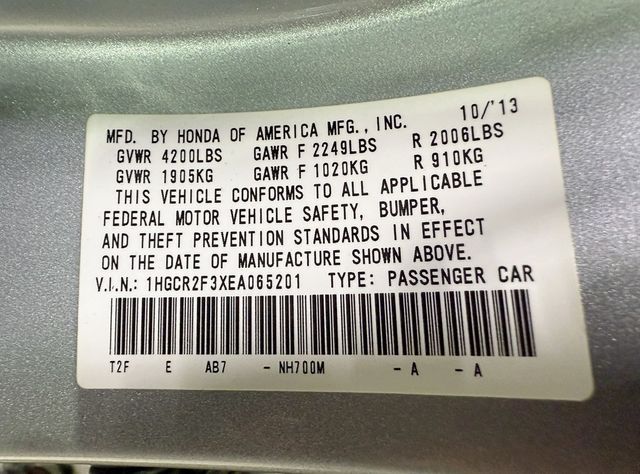 MFD. BY HONDA OF AMERICA MFG., INC. 10/'13
GVWR 4200LBS GAWR F 2249LBS R 2006LBS
GVWR 1905KG GAWR F 1020KG R 910KG
THIS VEHICLE CONFORMS TO ALL APPLICABLE
FEDERAL MOTOR VEHICLE SAFETY, BUMPER,
AND THEFT PREVENTION STANDARDS IN EFFECT
ON THE DATE OF MANUFACTURE SHOWN ABOVE.
V.I.N.: 1HGCR2F3XEA065201 TYPE: PASSENGER CAR
T2F E AB7 - NH700M - A - A